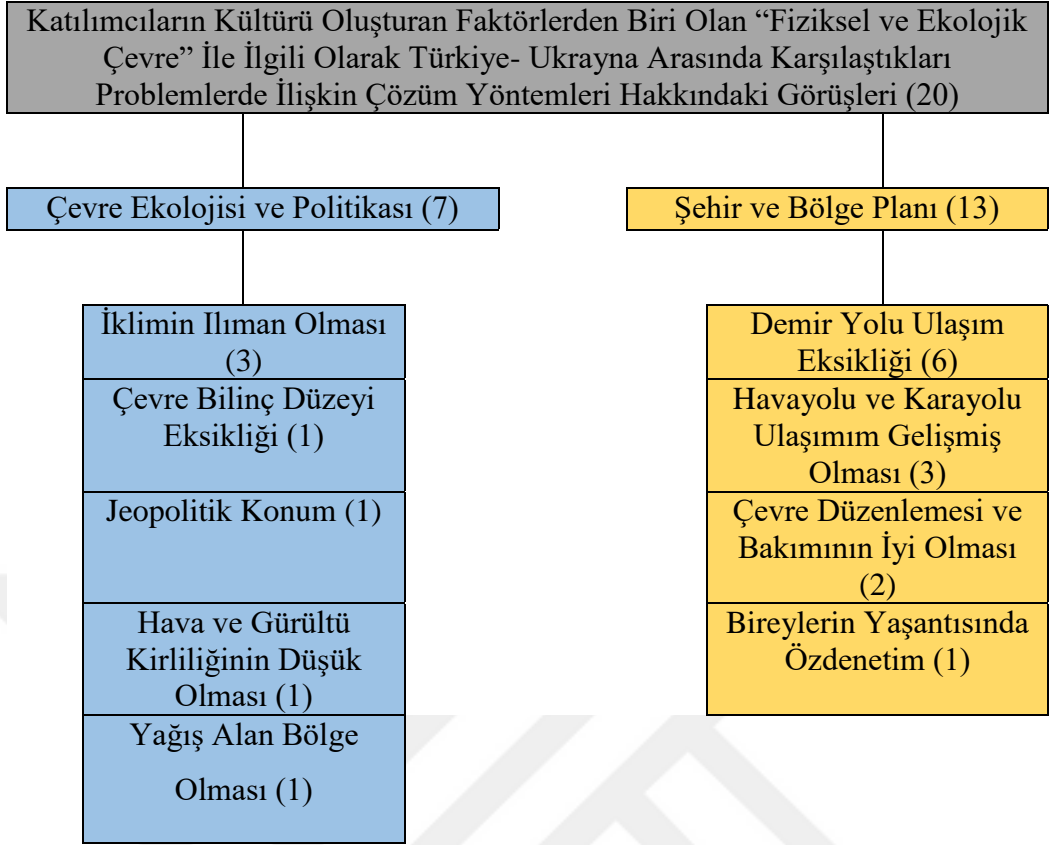 Katılımcıların Kültürü Oluşturan Faktörlerden Biri Olan “Fiziksel ve Ekolojik
Çevre” İle İlgili Olarak Türkiye- Ukrayna Arasında Karşılaştıkları
Problemlerde İlişkin Çözüm Yöntemleri Hakkındaki Görüşleri (20)
Çevre Ekolojisi ve Politikası (7)
Şehir ve Bölge Planı (13)
İklimin Ilıman Olması
(3)
Çevre Bilinç Düzeyi
Eksikliği (1)
Jeopolitik Konum (1)
Hava ve Gürültü
Kirliliğinin Düşük
Olması (1)
Yağış Alan Bölge
Olması (1)
Demir Yolu Ulaşım
Eksikliği (6)
Havayolu ve Karayolu
Ulaşımım Gelişmiş
Olması (3)
Çevre Düzenlemesi ve
Bakımının İyi Olması
(2)
Bireylerin Yaşantısında
Özdenetim (1)